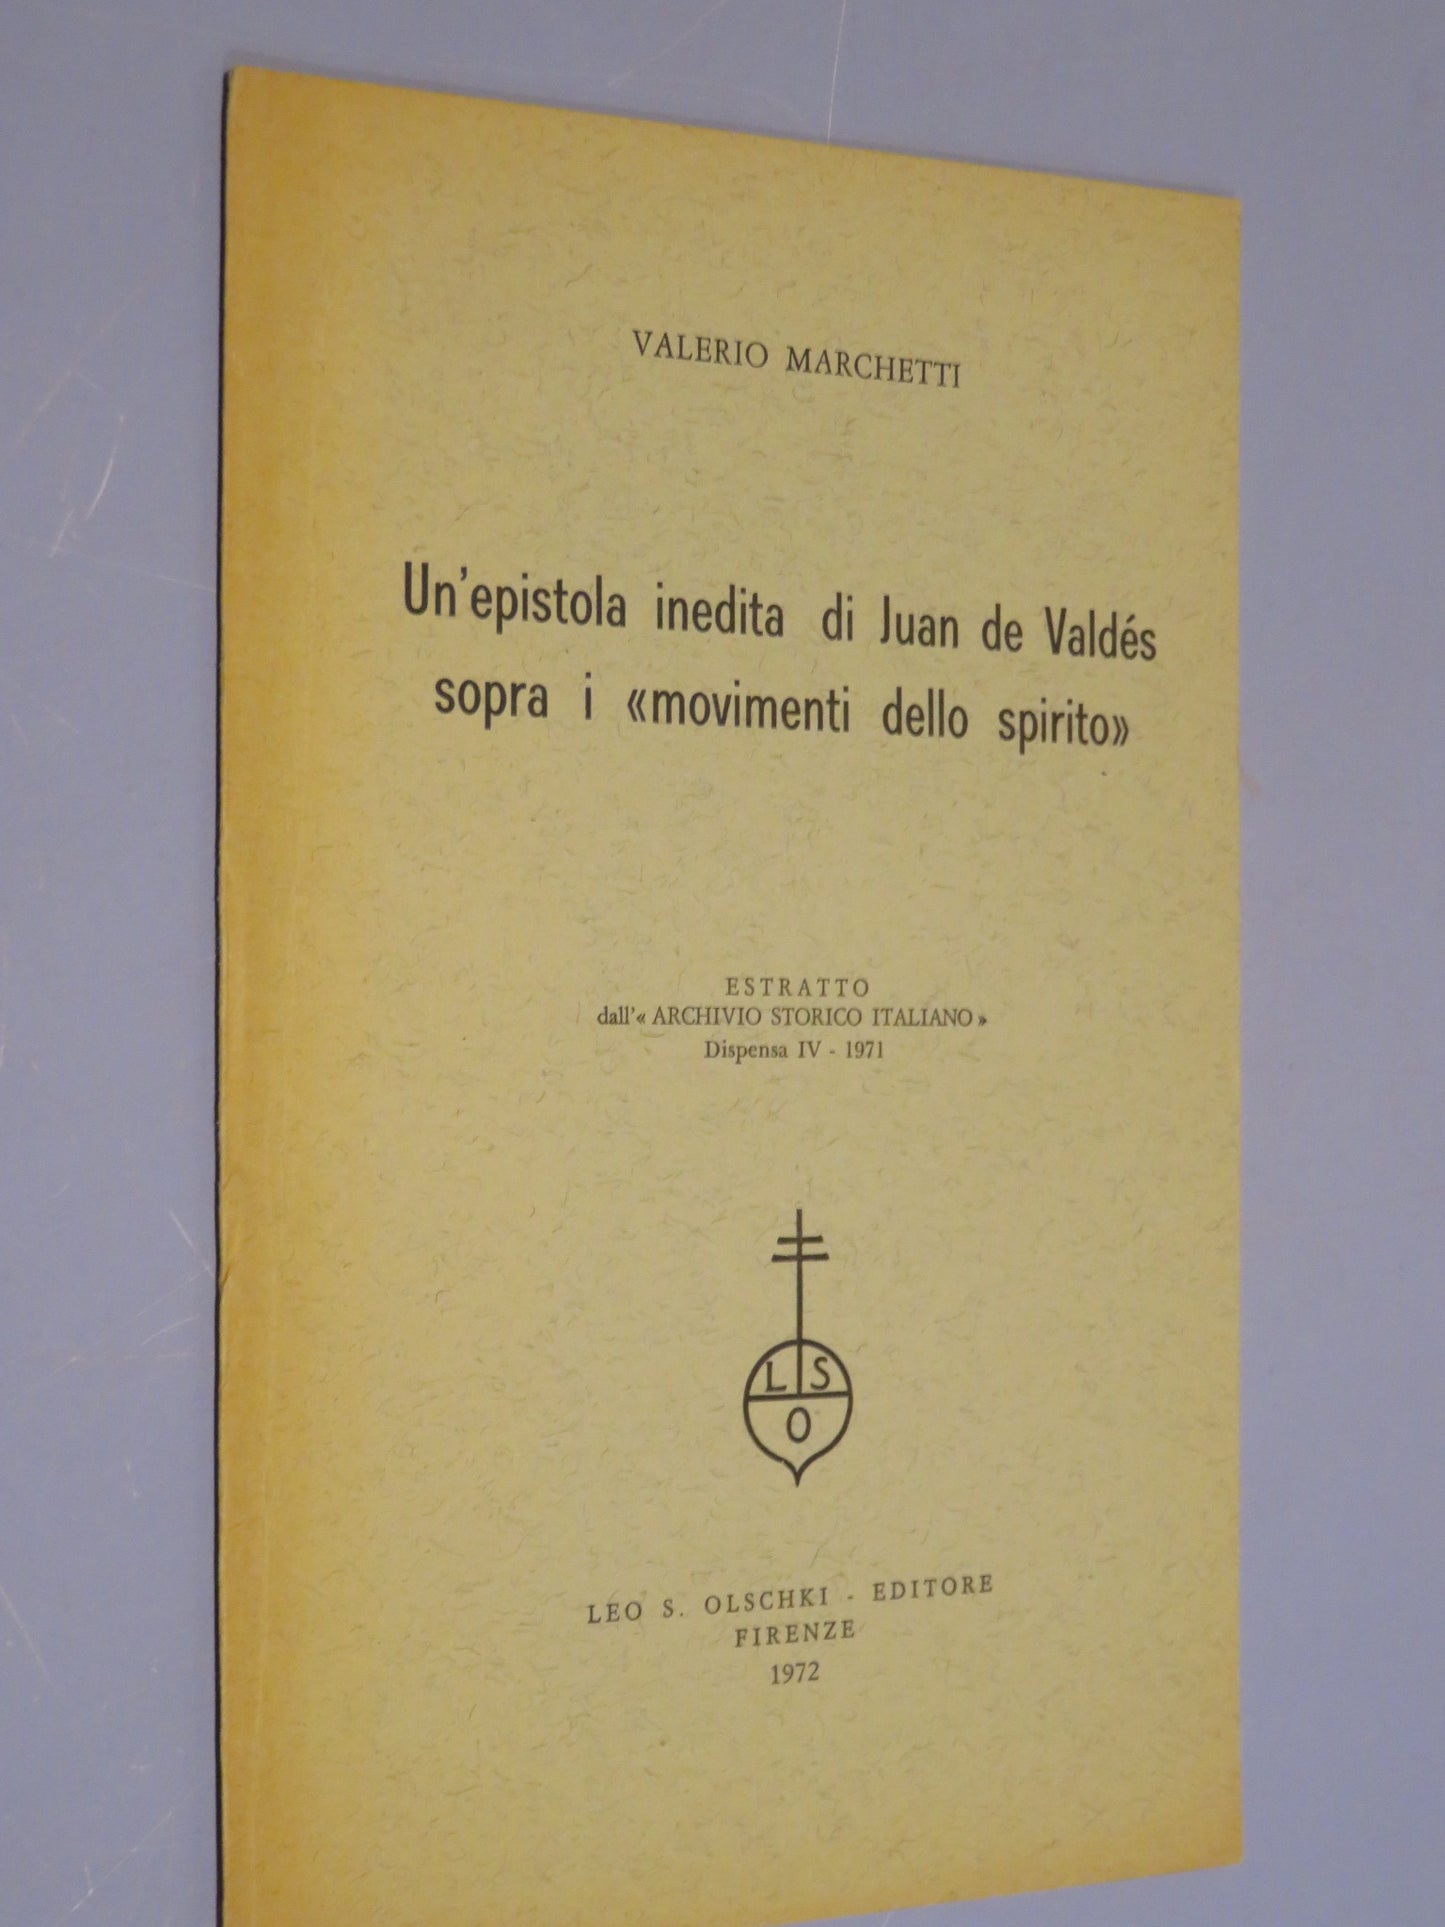 VALERIO MARCHETTI
Un'epistola inedita di Juan de Valdés
sopra i «movimenti dello spirito»
ESTRATTO
dall'« ARCHIVIO STORICO ITALIANO »
Dispensa IV - 1971
L S
O
LEO S. OLSCHKI - EDITORE
FIRENZE
1972